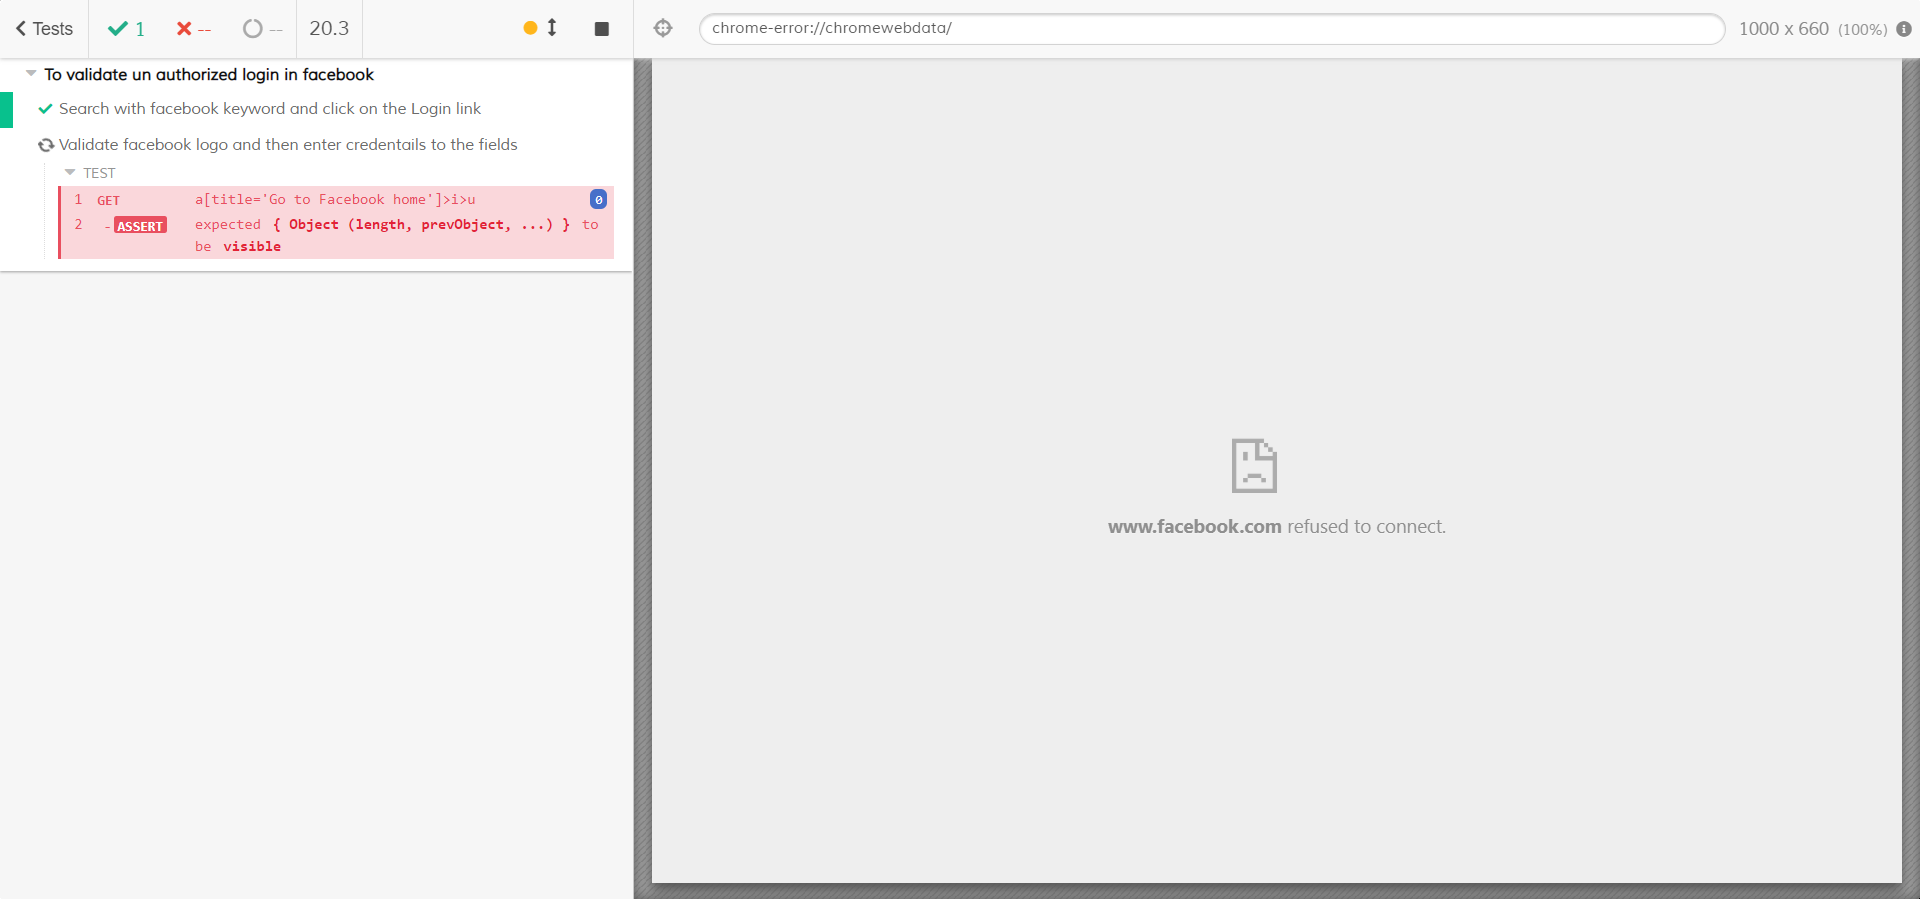 Tests 1 -- -- 20.3
chrome-error://chromewebdata/ 1000 x 660 (100%)
To validate un authorized login in facebook
Search with facebook keyword and click on the Login link
Validate facebook logo and then enter credentails to the fields
TEST
1 GET a[title='Go to Facebook home']>i>u 0
2 -ASSERT expected { Object (length, prevObject, ...) } to
be visible
www.facebook.com refused to connect.